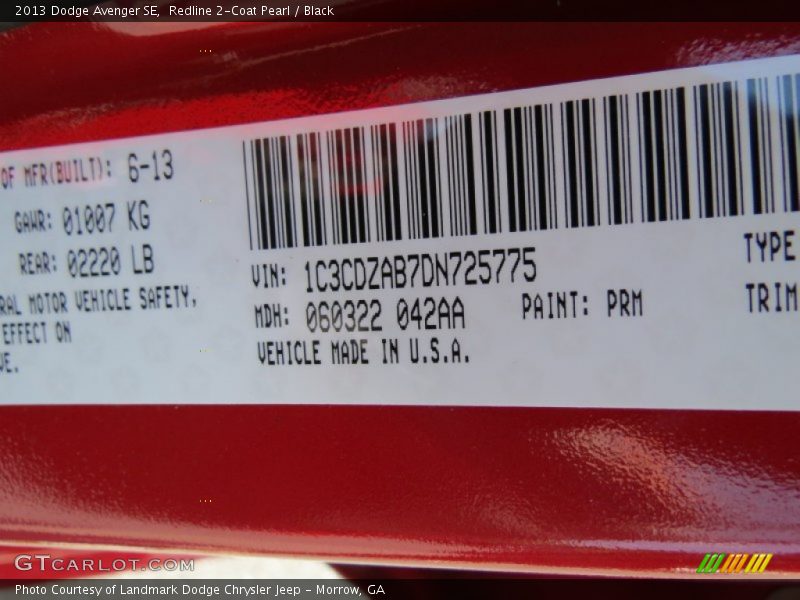 2013 Dodge Avenger SE, Redline 2-Coat Pearl / Black
OF MFR(BUILT): 6-13
GAWR: 01007 KG
REAR: 02220 LB
MOTOR VEHICLE SAFETY,
EFFECT ON
VIN: 1C3CDZAB7DN725775
MDH: 060322 042AA
PAINT: PRM
VEHICLE MADE IN U.S.A.
TYPE
TRIM
GTCARLOT.COM
Photo Courtesy of Landmark Dodge Chrysler Jeep - Morrow, GA